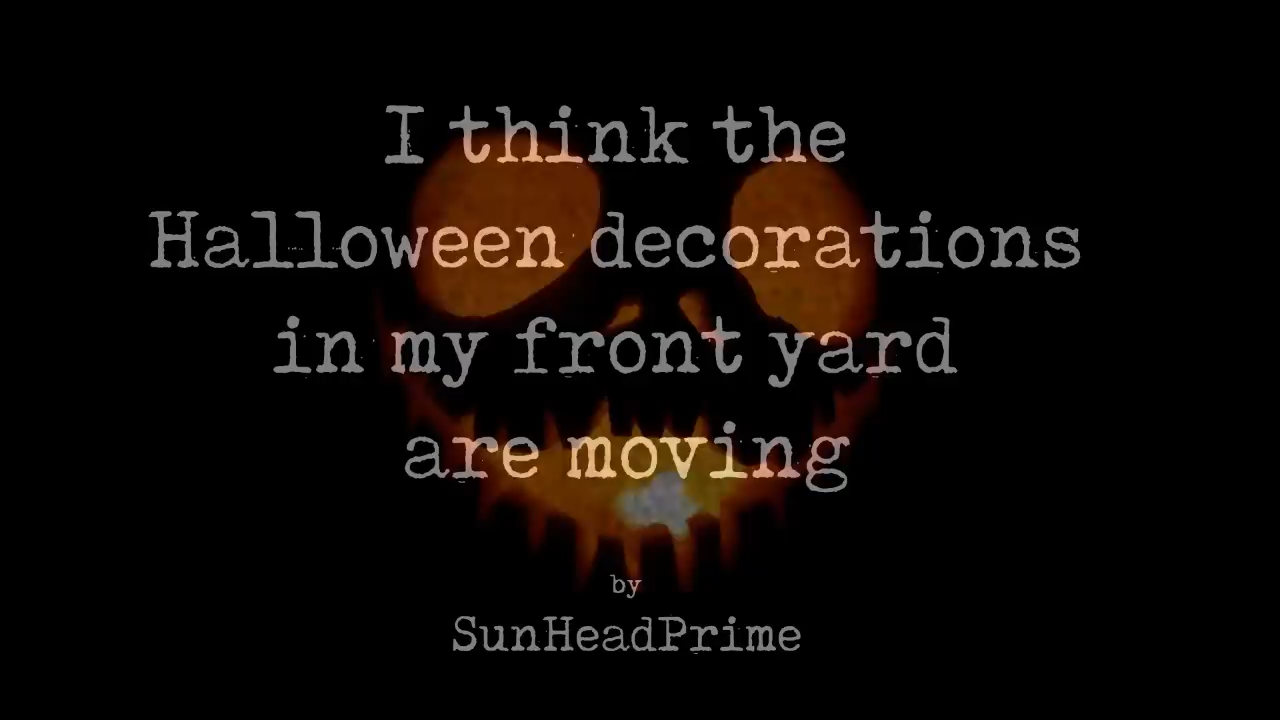 I think the
Halloween decorations
in my front yard
are moving
by
SunHeadPrime